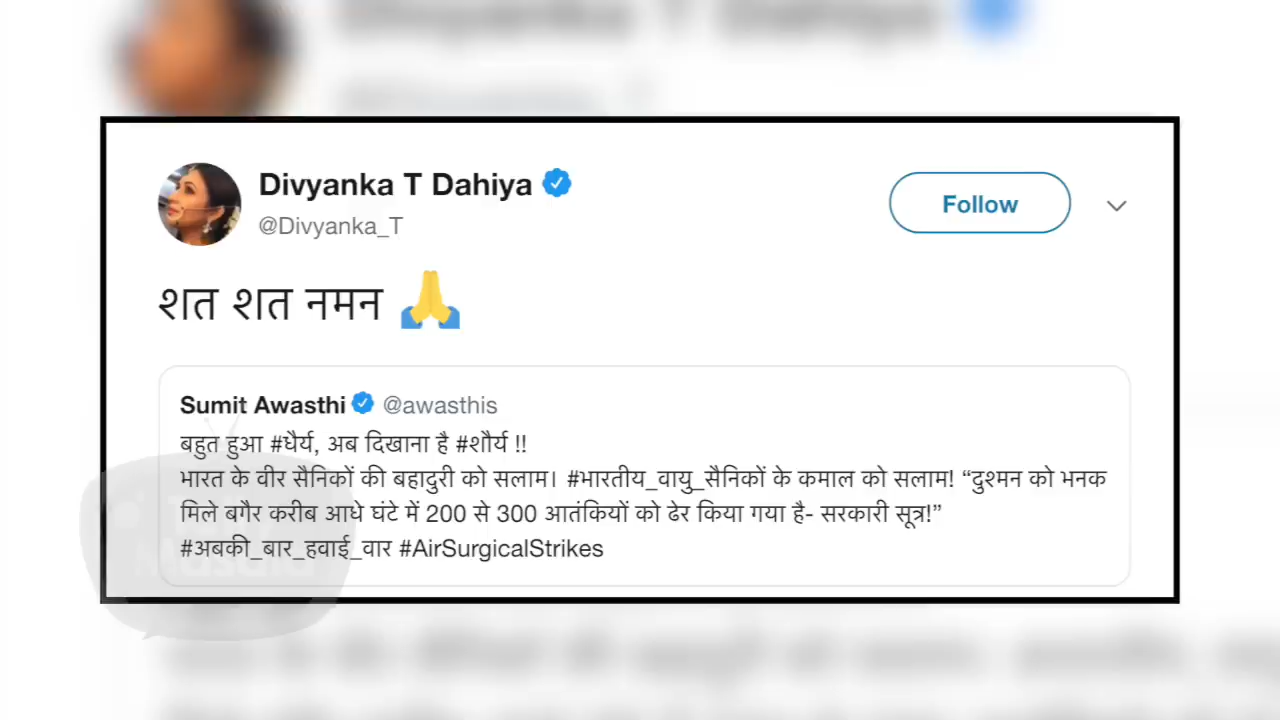 Divyanka T Dahiya
@Divyanka_T
Follow
शत शत नमन 🙏
Sumit Awasthi @awasthis
बहुत हुआ #धैर्य, अब दिखाना है #शौर्य !!
भारत के वीर सैनिकों की बहादुरी को सलाम। #भारतीय_वायु_सैनिकों के कमाल को सलाम! “दुश्मन को भनक
मिले बगैर करीब आधे घंटे में 200 से 300 आतंकियों को ढेर किया गया है- सरकारी सूत्र!”
#अबकी_बार_हवाई_वार #AirSurgicalStrikes